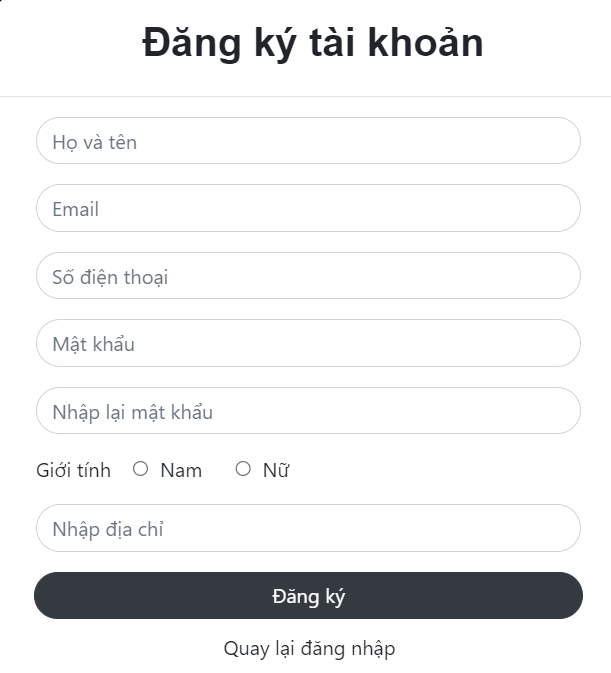 Đăng ký tài khoản
Họ và tên
Email
Số điện thoại
Mật khẩu
Nhập lại mật khẩu
Giới tính Nam Nữ
Nhập địa chỉ
Đăng ký
Quay lại đăng nhập